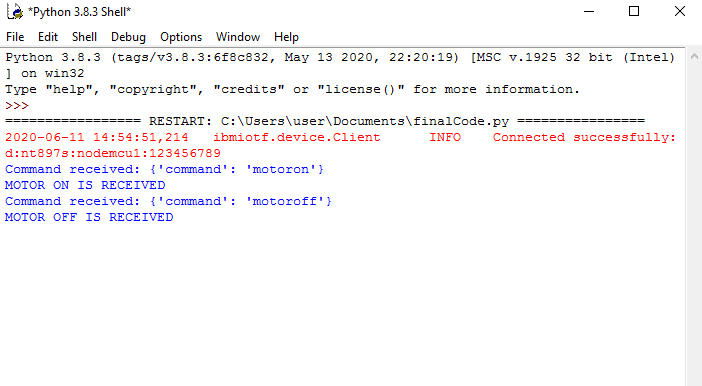 *Python 3.8.3 Shell*
File Edit Shell Debug Options Window Help
Python 3.8.3 (tags/v3.8.3:6f8c832, May 13 2020, 22:20:19) [MSC v.1925 32 bit (Intel)
] on win32
Type "help", "copyright", "credits" or "license()" for more information.
>>>
================= RESTART: C:\Users\user\Documents\finalCode.py ================
2020-06-11 14:54:51,214   ibmiotf.device.Client      INFO    Connected successfully:
d:nt897s:nodemcu1:123456789
Command received: {'command': 'motoron'}
MOTOR ON IS RECEIVED
Command received: {'command': 'motoroff'}
MOTOR OFF IS RECEIVED